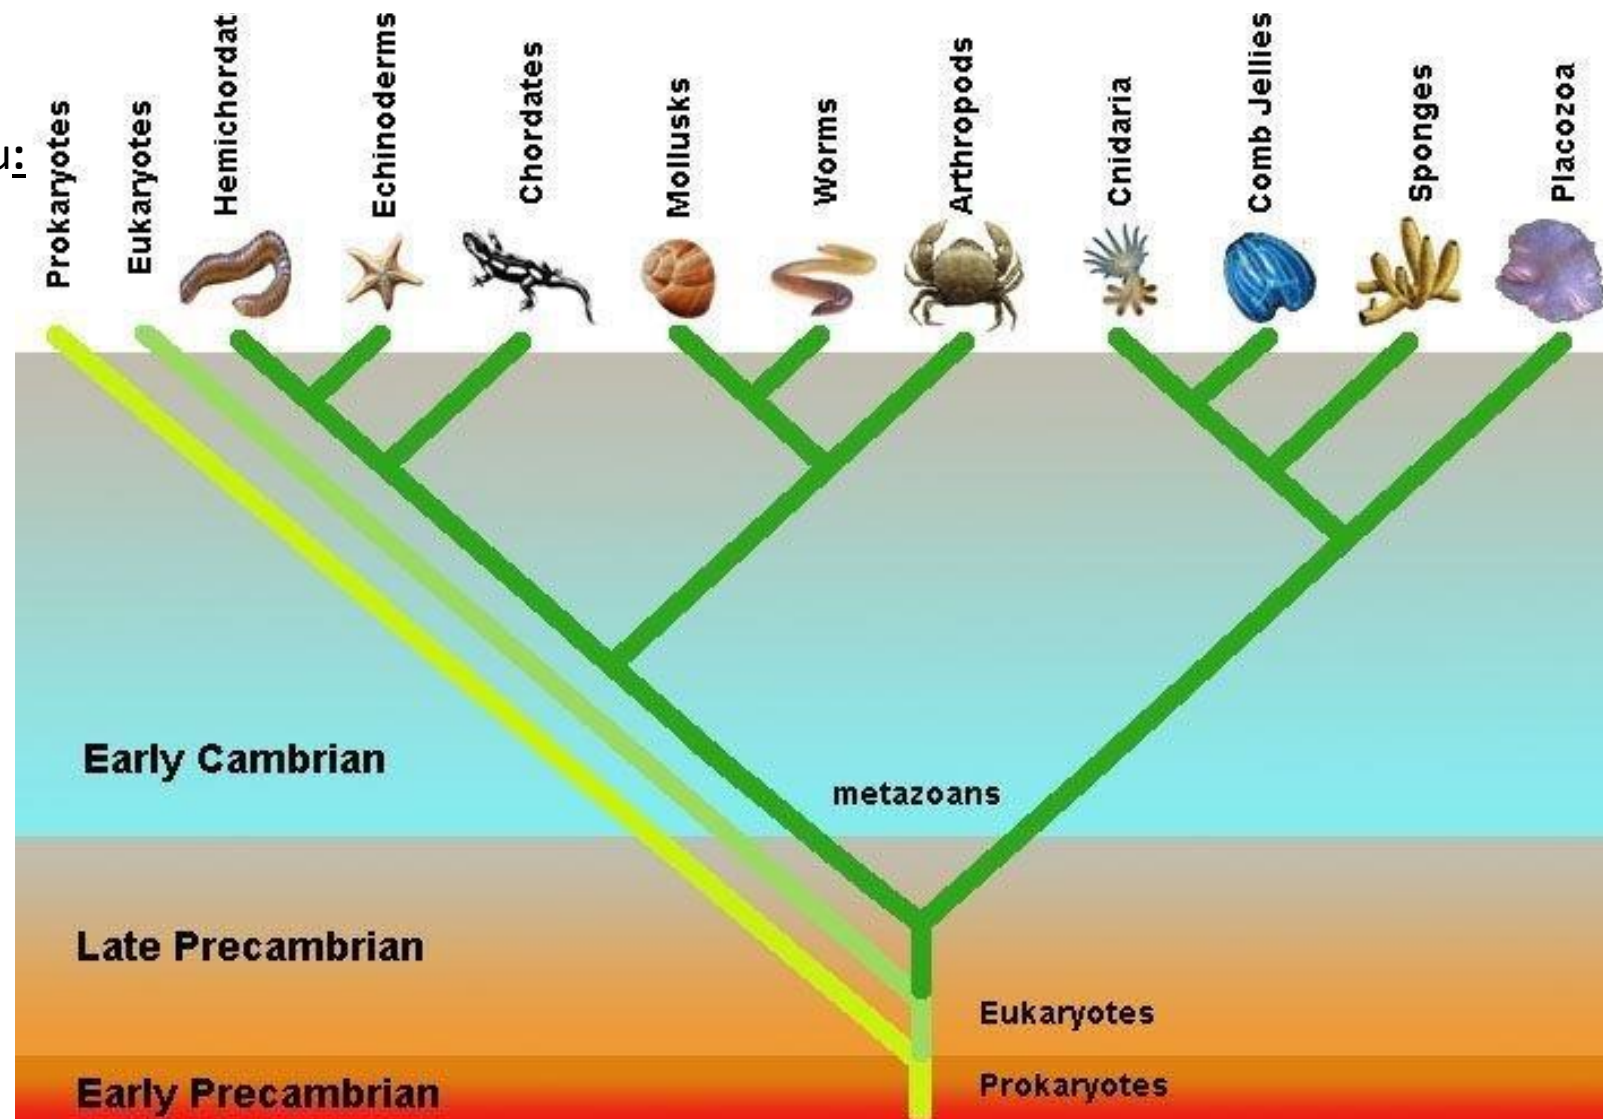 u:
Prokaryotes
Eukaryotes
Hemichordat
Echinoderms
Chordates
Mollusks
Worms
Arthropods
Cnidaria
Comb Jellies
Sponges
Placozoa
Early Cambrian
metazoans
Late Precambrian
Eukaryotes
Early Precambrian
Prokaryotes